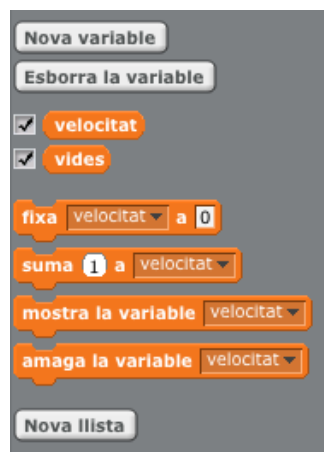 Nova variable
Esborra la variable
velocitat
vides
fixa velocitat a 0
suma 1 a velocitat
mostra la variable velocitat
amaga la variable velocitat
Nova llista